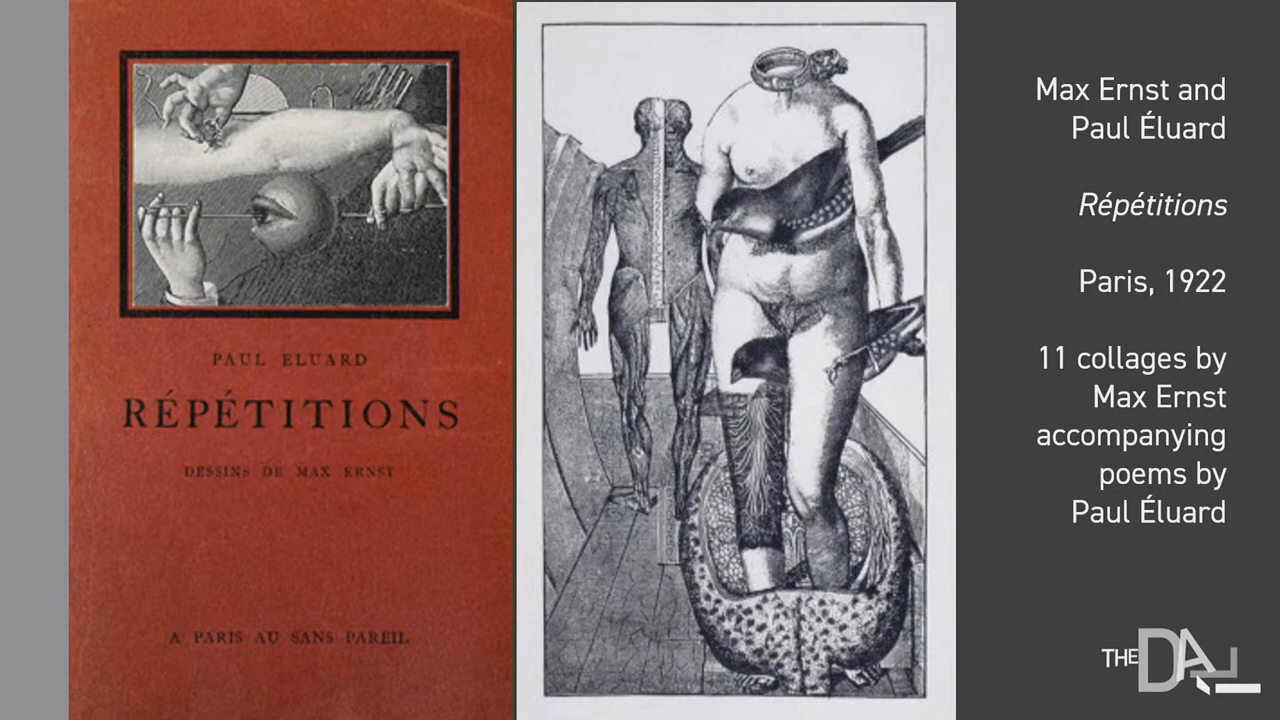 PAUL ELUARD
RÉPÉTITIONS
DESSINS DE MAX ERNST
A PARIS AU SANS PAREIL
Max Ernst and
Paul Éluard
Répétitions
Paris, 1922
11 collages by
Max Ernst
accompanying
poems by
Paul Éluard
THE DALÍ